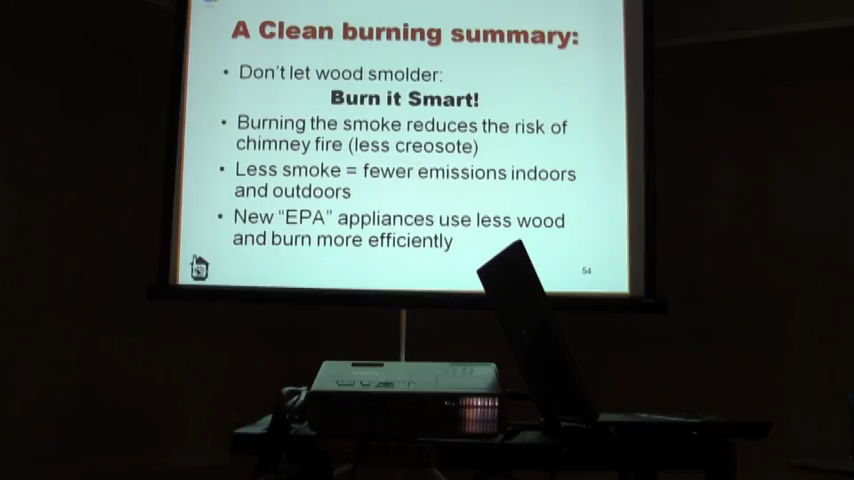 A Clean burning summary:
• Don't let wood smolder:
Burn it Smart!
• Burning the smoke reduces the risk of
chimney fire (less creosote)
• Less smoke = fewer emissions indoors
and outdoors
• New “EPA” appliances use less wood
and burn more efficiently
54